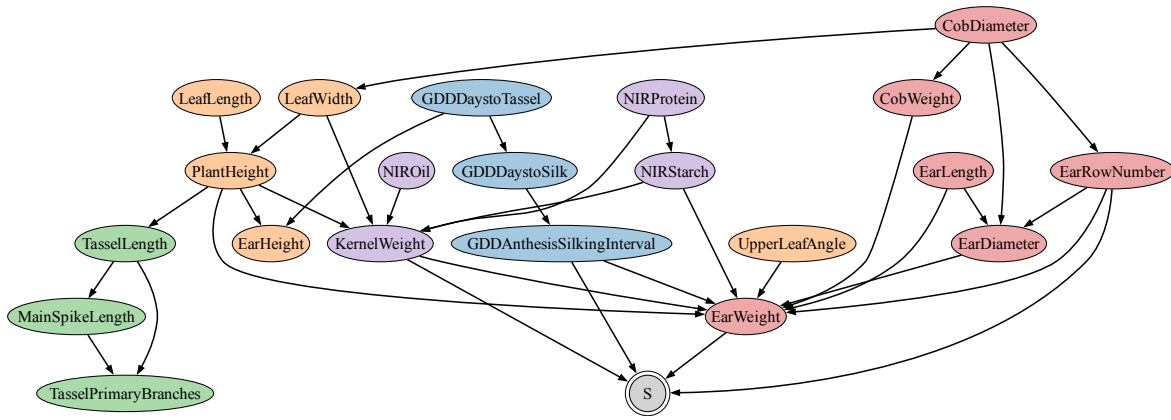 CobDiameter
LeafLength
LeafWidth
GDDDaystoTassel
NIRProtein
CobWeight
PlantHeight
NIROil
GDDDaystoSilk
NIRStarch
EarLength
EarRowNumber
TasselLength
EarHeight
KernelWeight
GDDAnthesisSilkingInterval
UpperLeafAngle
EarDiameter
MainSpikeLength
EarWeight
TasselPrimaryBranches
S